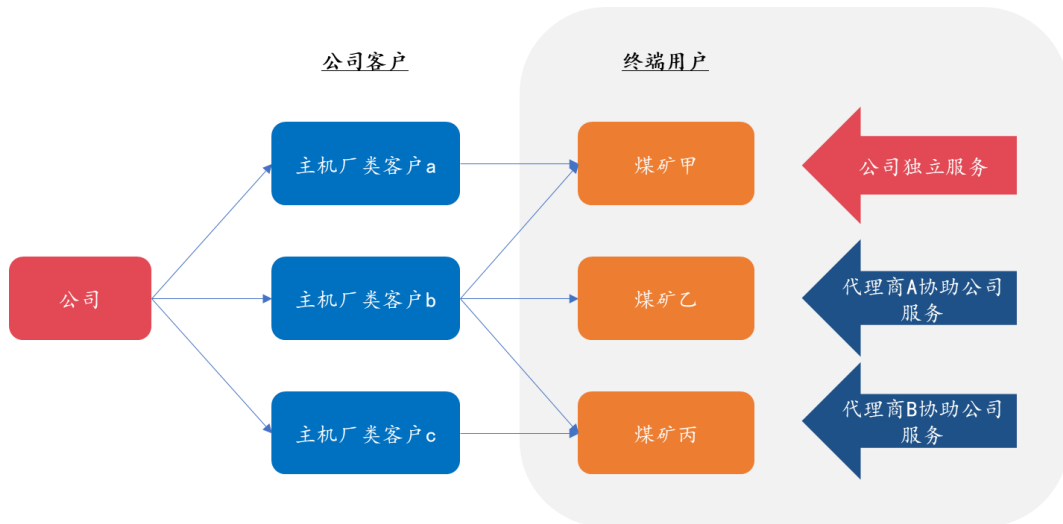 公司客户
终端用户
主机厂类客户a
煤矿甲
公司独立服务
公司
主机厂类客户b
煤矿乙
代理商A协助公司
服务
主机厂类客户c
煤矿丙
代理商B协助公司
服务